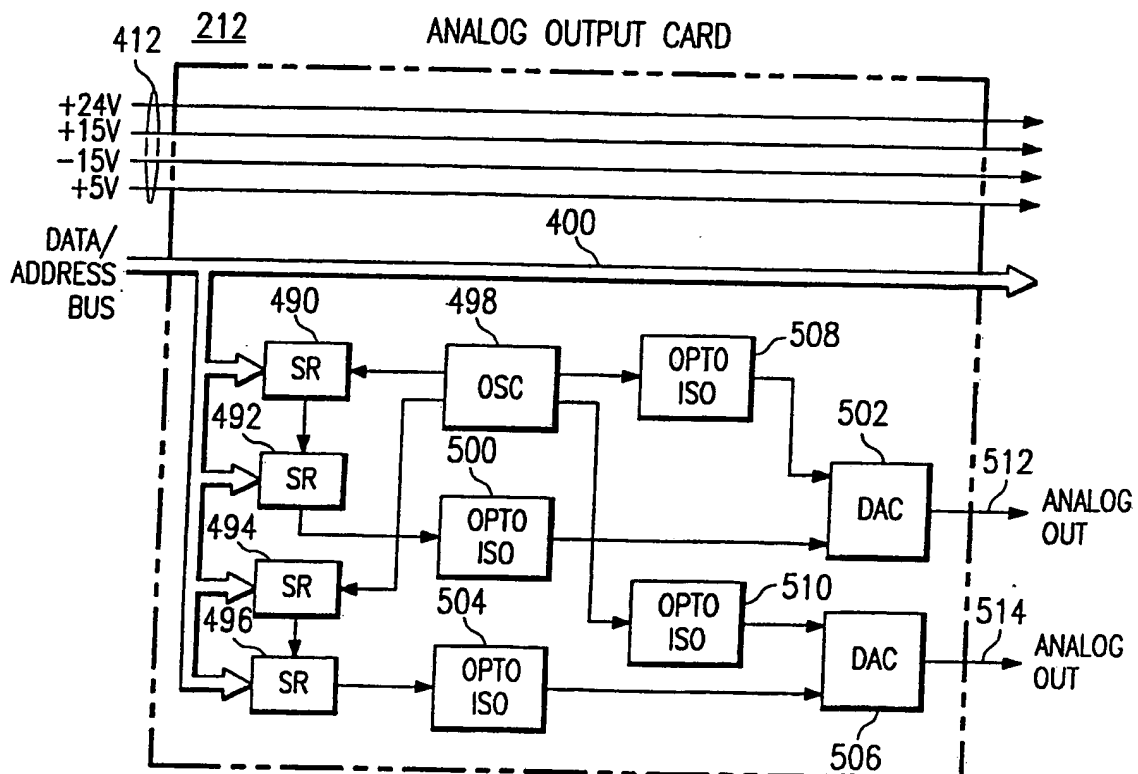 212
ANALOG OUTPUT CARD
412
+24V
+15V
-15V
+5V
DATA/
ADDRESS
BUS
400
490
498
508
SR
OSC
OPTO
ISO
492
500
502
SR
OPTO
ISO
DAC
512
ANALOG
OUT
494
SR
504
OPTO
ISO
510
496
SR
OPTO
ISO
DAC
514
ANALOG
OUT
506